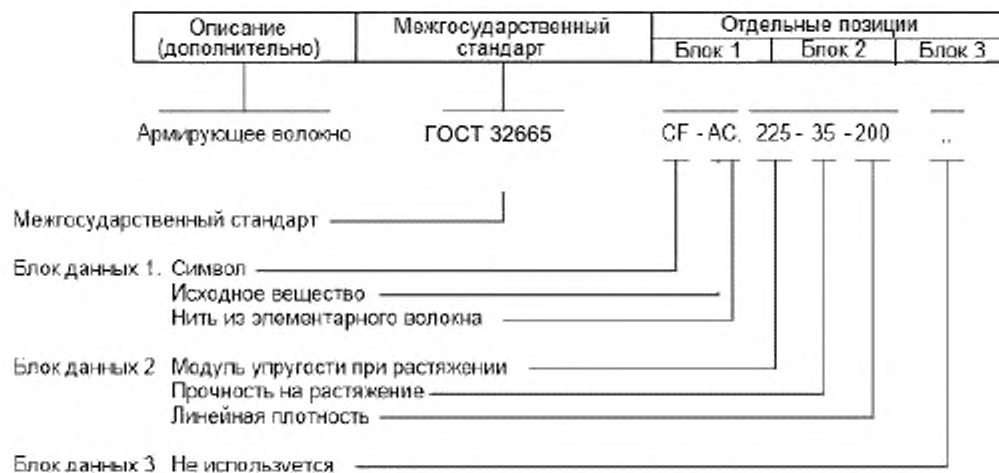 Описание (дополнительно) Межгосударственный стандарт Отдельные позиции
Блок 1 Блок 2 Блок 3
Армирующее волокно ГОСТ 32665 CF - AC, 225 - 35 - 200 ,,
Межгосударственный стандарт
Блок данных 1. Символ
Исходное вещество
Нить из элементарного волокна
Блок данных 2 Модуль упругости при растяжении
Прочность на растяжение
Линейная плотность
Блок данных 3 Не используется